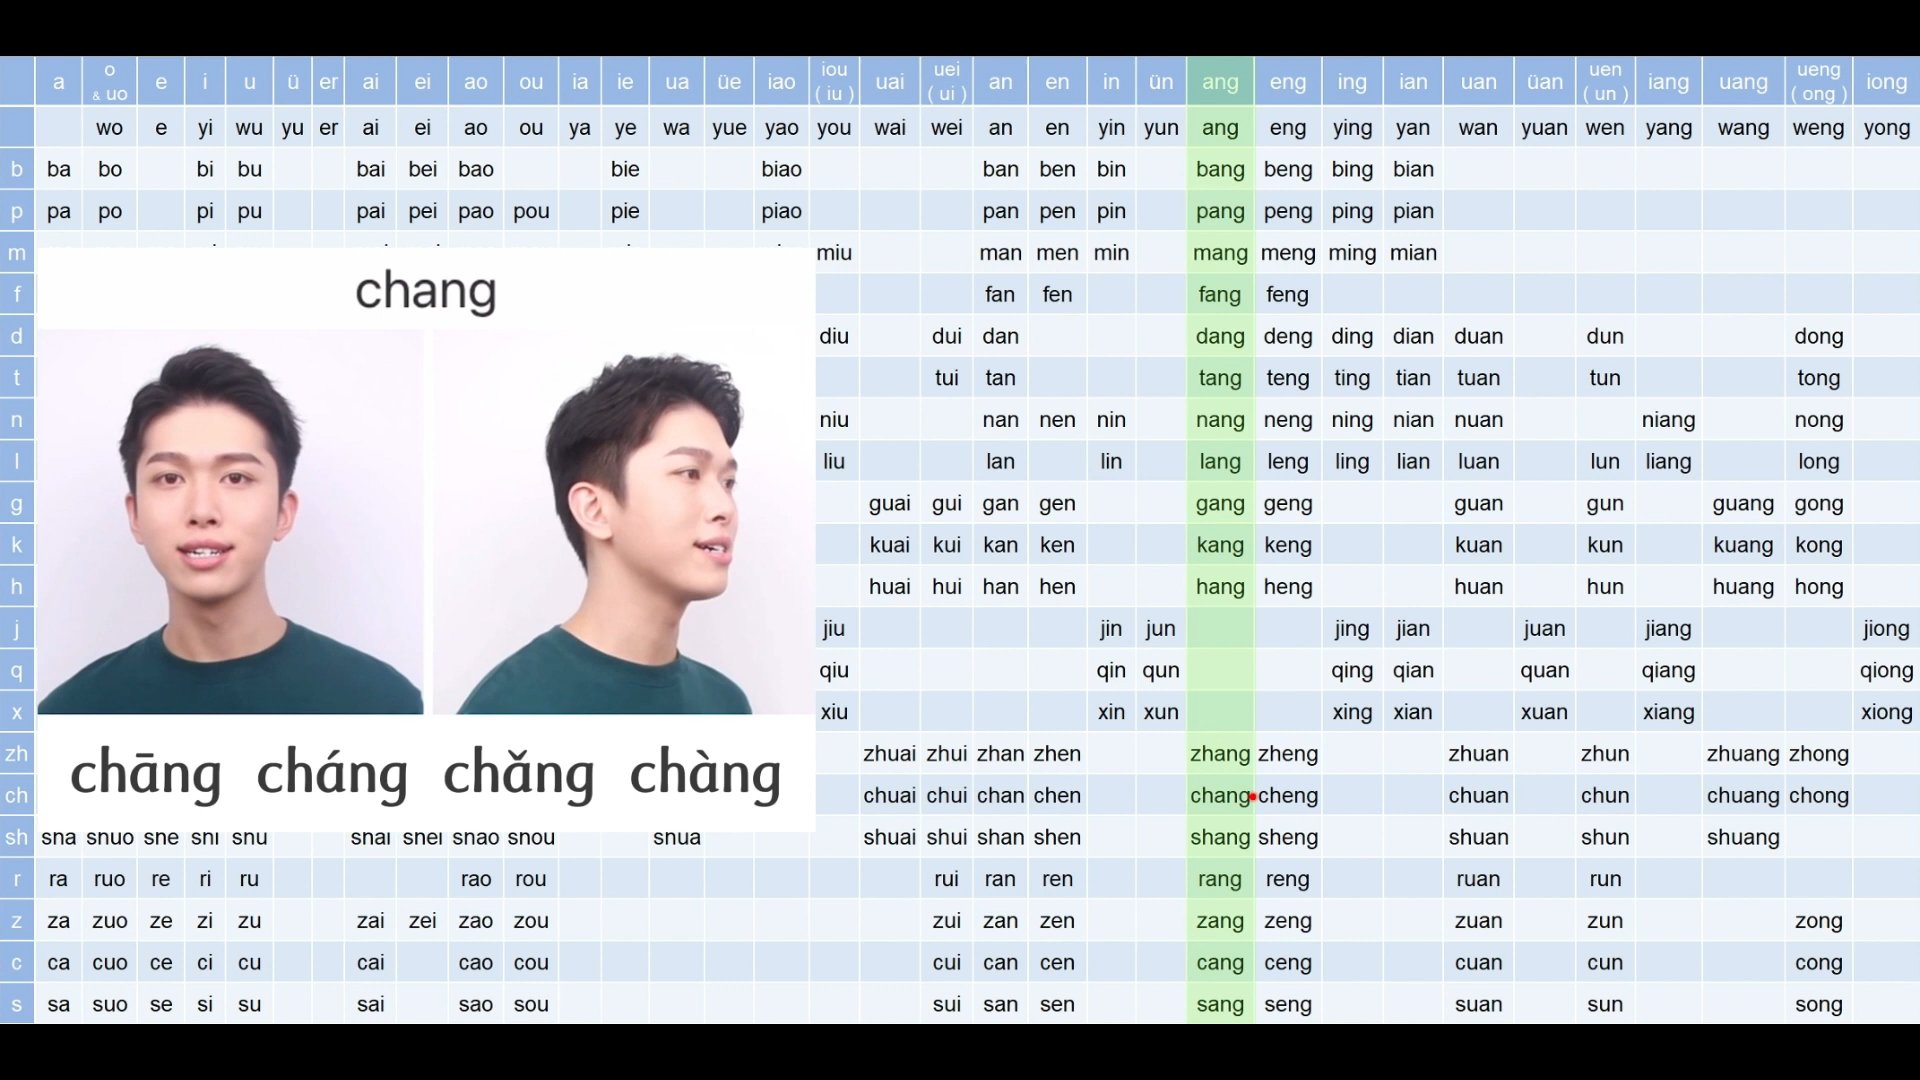 a o & uo e i u ü er ai ei ao ou ia ie ua üe iao iou ( iu ) uai uei ( ui ) an en in ün ang eng ing ian uan üan uen ( un ) iang uang ueng ( ong ) iong
wo e yi wu yu er ai ei ao ou ya ye wa yue yao you wai wei an en yin yun ang eng ying yan wan yuan wen yang wang weng yong
b ba bo bi bu bai bei bao bie biao ban ben bin bang beng bing bian
p pa po pi pu pai pei pao pou pie piao pan pen pin pang peng ping pian
m miu man men min mang meng ming mian
f fan fen fang feng
d diu dui dan dang deng ding dian duan dun dong
t tui tan tang teng ting tian tuan tun tong
n niu nan nen nin nang neng ning nian nuan niang nong
l liu lan lin lang leng ling lian luan lun liang long
g guai gui gan gen gang geng guan gun guang gong
k kuai kui kan ken kang keng kuan kun kuang kong
h huai hui han hen hang heng huan hun huang hong
j jiu jin jun jing jian juan jiang jiong
q qiu qin qun qing qian quan qiang qiong
x xiu xin xun xing xian xuan xiang xiong
zh zhuai zhui zhan zhen zhang zheng zhuan zhun zhuang zhong
ch chuai chui chan chen chang cheng chuan chun chuang chong
sh sha shuo she shi shu shai shei shao shou shua shuai shui shan shen shang sheng shuan shun shuang
r ra ruo re ri ru rao rou rui ran ren rang reng ruan run
z za zuo ze zi zu zai zei zao zou zui zan zen zang zeng zuan zun zong
c ca cuo ce ci cu cai cao cou cui can cen cang ceng cuan cun cong
s sa suo se si su sai sao sou sui san sen sang seng suan sun song
chang
chāng cháng chǎng chàng